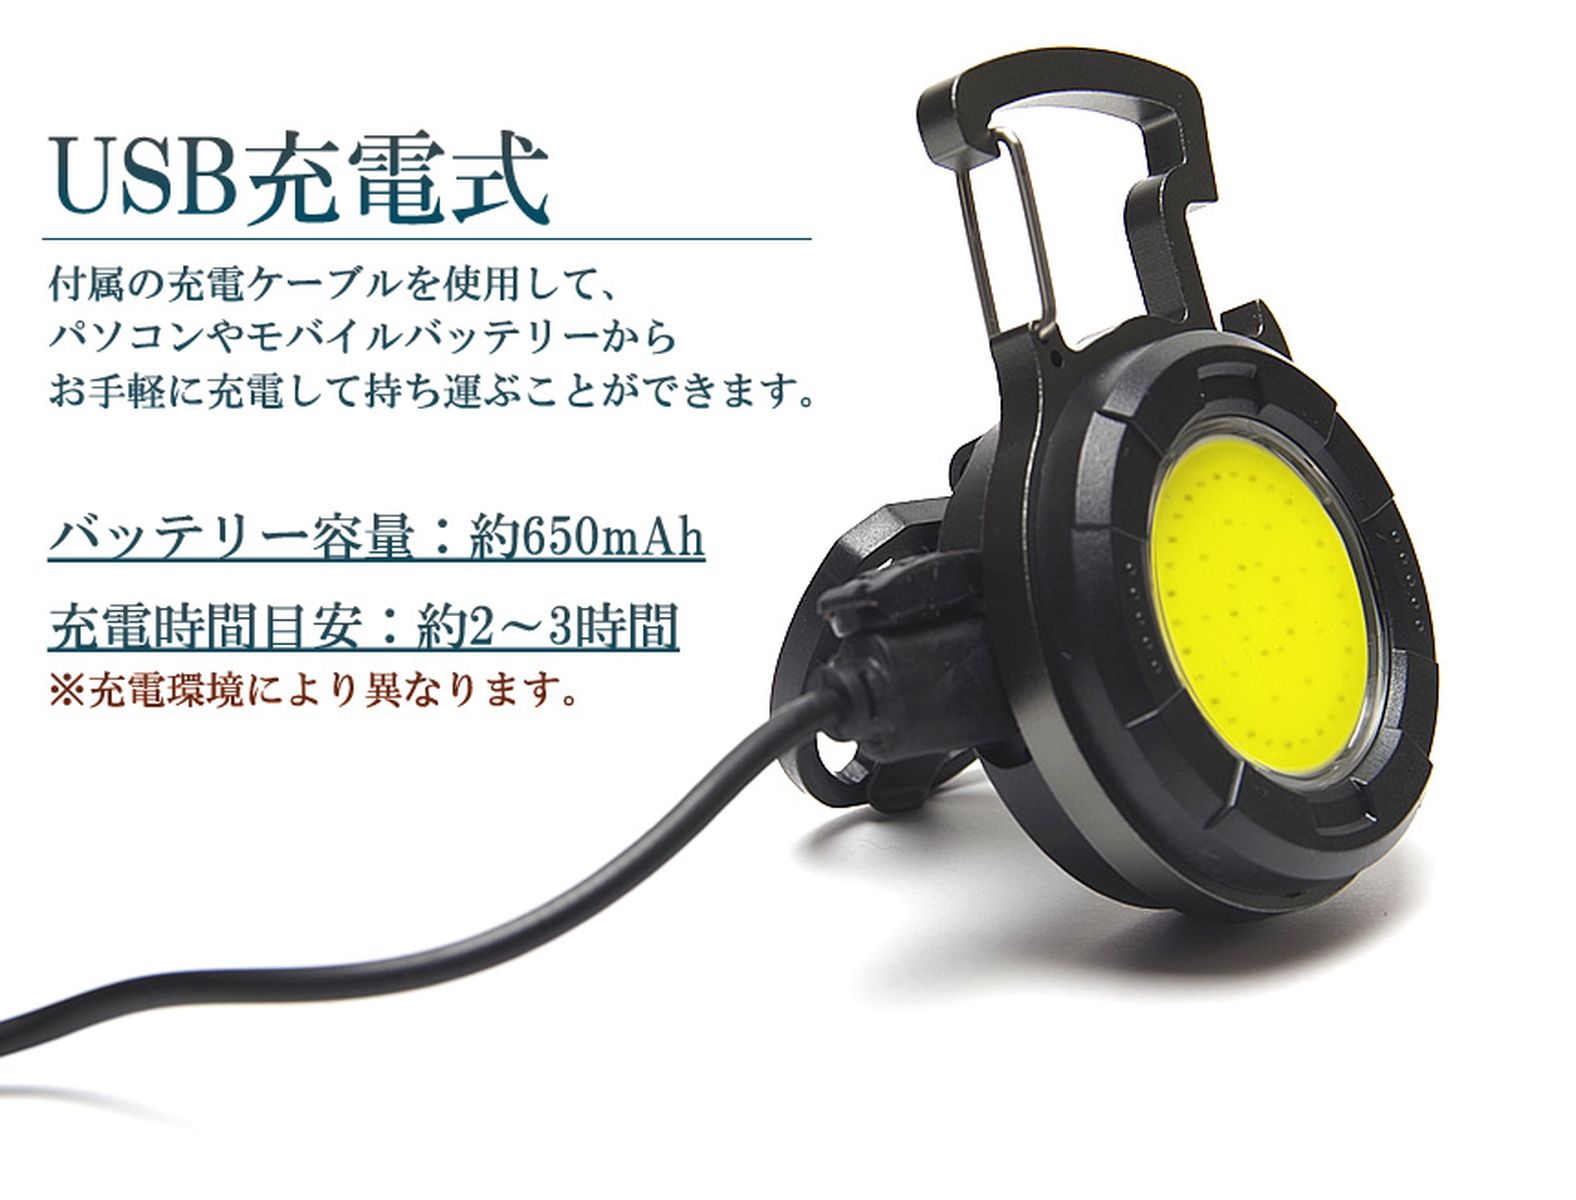 USB充電式
付属の充電ケーブルを使用して、
パソコンやモバイルバッテリーから
お手軽に充電して持ち運ぶことができます。
バッテリー容量：約650mAh
充電時間目安：約2～3時間
※充電環境により異なります。